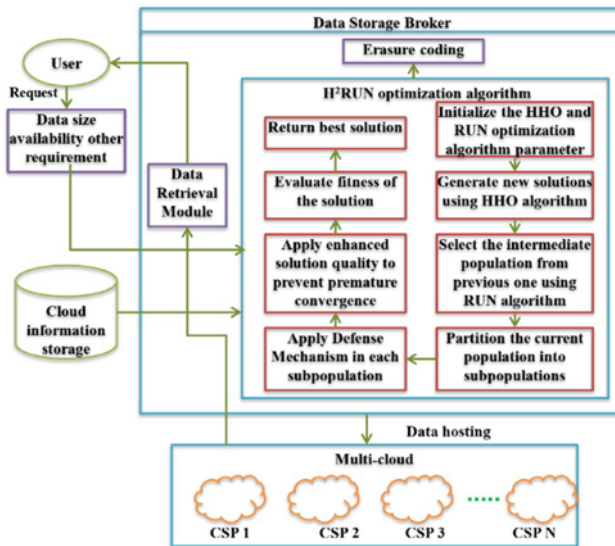 Data Storage Broker
Erasure coding
User
Request
Data size
availability other
requirement
Data
Retrieval
Module
Cloud
information
storage
H²RUN optimization algorithm
Initialize the HHO and
RUN optimization
algorithm parameter
Generate new solutions
using HHO algorithm
Select the intermediate
population from
previous one using
RUN algorithm
Partition the current
population into
subpopulations
Apply Defense
Mechanism in each
subpopulation
Apply enhanced
solution quality to
prevent premature
convergence
Evaluate fitness of
the solution
Return best solution
Data hosting
Multi-cloud
CSP 1
CSP 2
CSP 3
CSP N